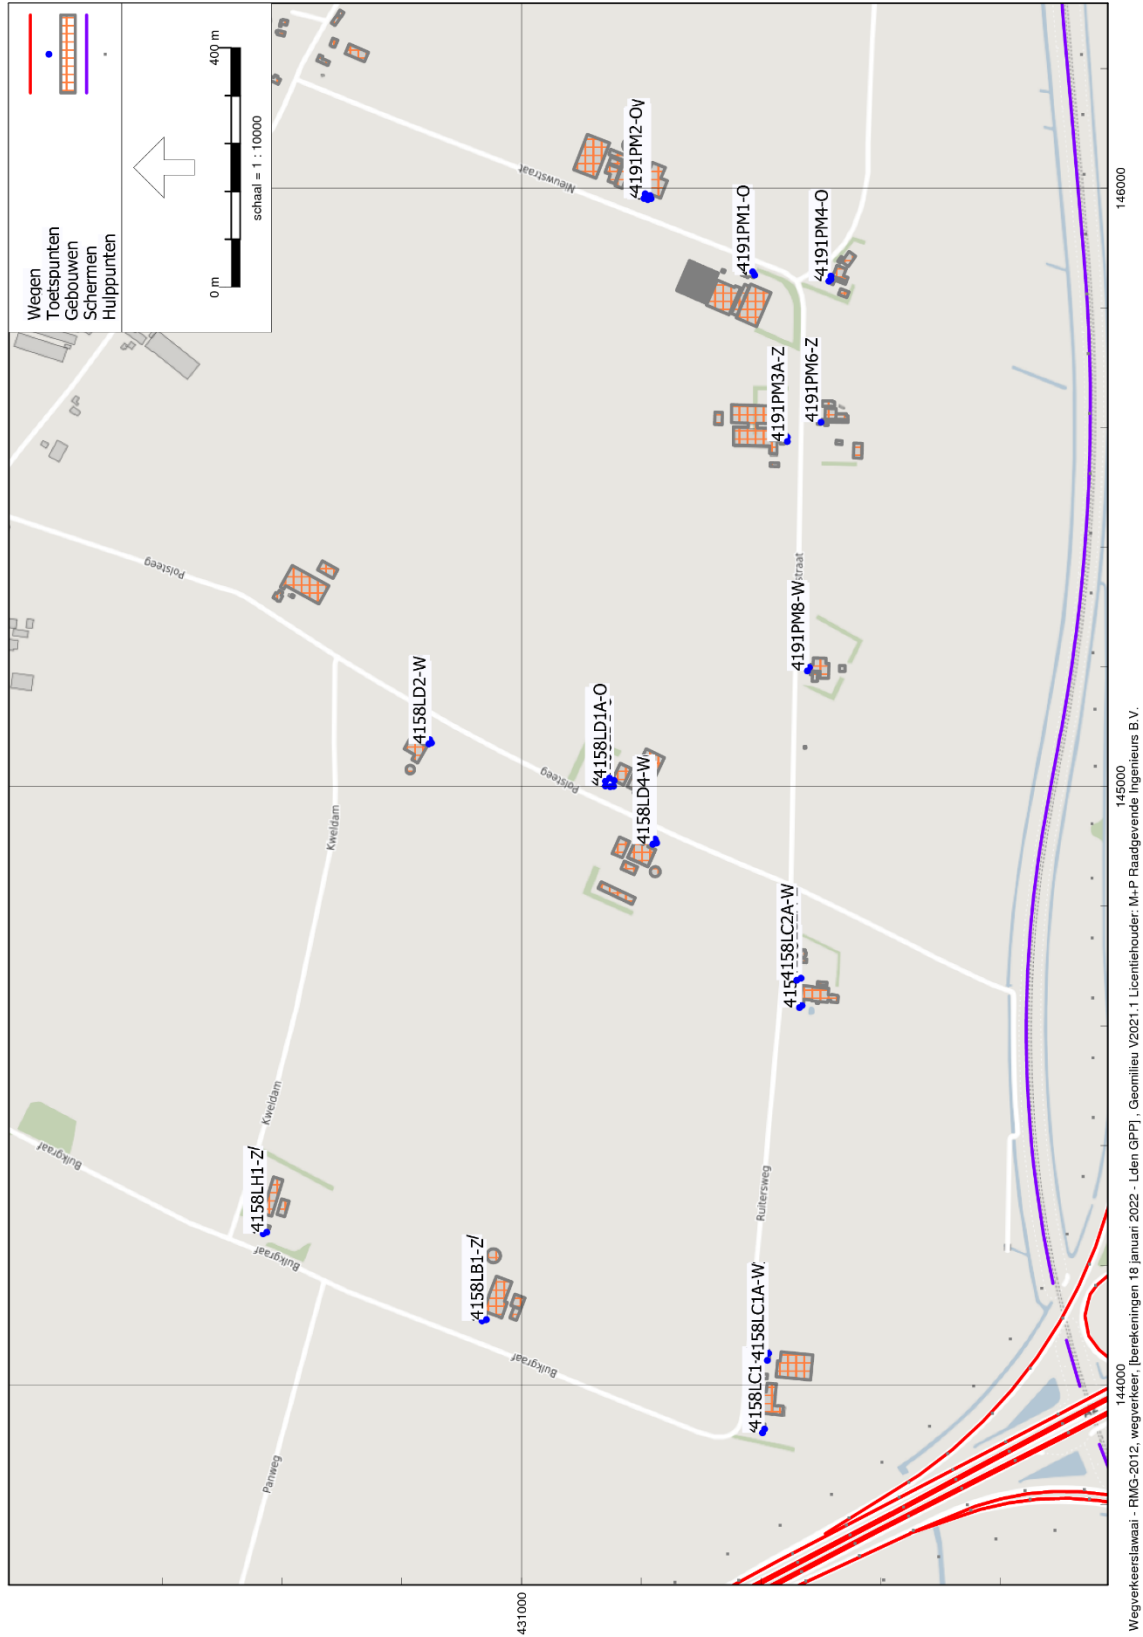 Wegen
Toetspunten
Gebouwen
Schermen
Hulppunten
0 m
400 m
schaal = 1 : 10000
Polsteeg
Nieuwstraat
4191PM2-O
4191PM1-O
4191PM4-O
4191PM3A-Z
4191PM6-Z
straat
4191PM8-W
4158LD2-W
Kweldam
Polsteeg
4158LD1A-O
4158LD4-W
4158LC2A-W
415
Bulkgraaf
Kweldam
4158LH1-Z
Bulkgraaf
4158LB1-Z
Bulkgraaf
Panweg
Ruitersweg
4158LC1A-W
4158LC1
431000
144000
145000
146000
Wegverkeerslawaai - RMG-2012, wegverkeer, [berekeningen 18 januari 2022 - Lden GPP] , Geomilieu V2021.1 Licentiehouder: M+P Raadgevende Ingenieurs B.V.